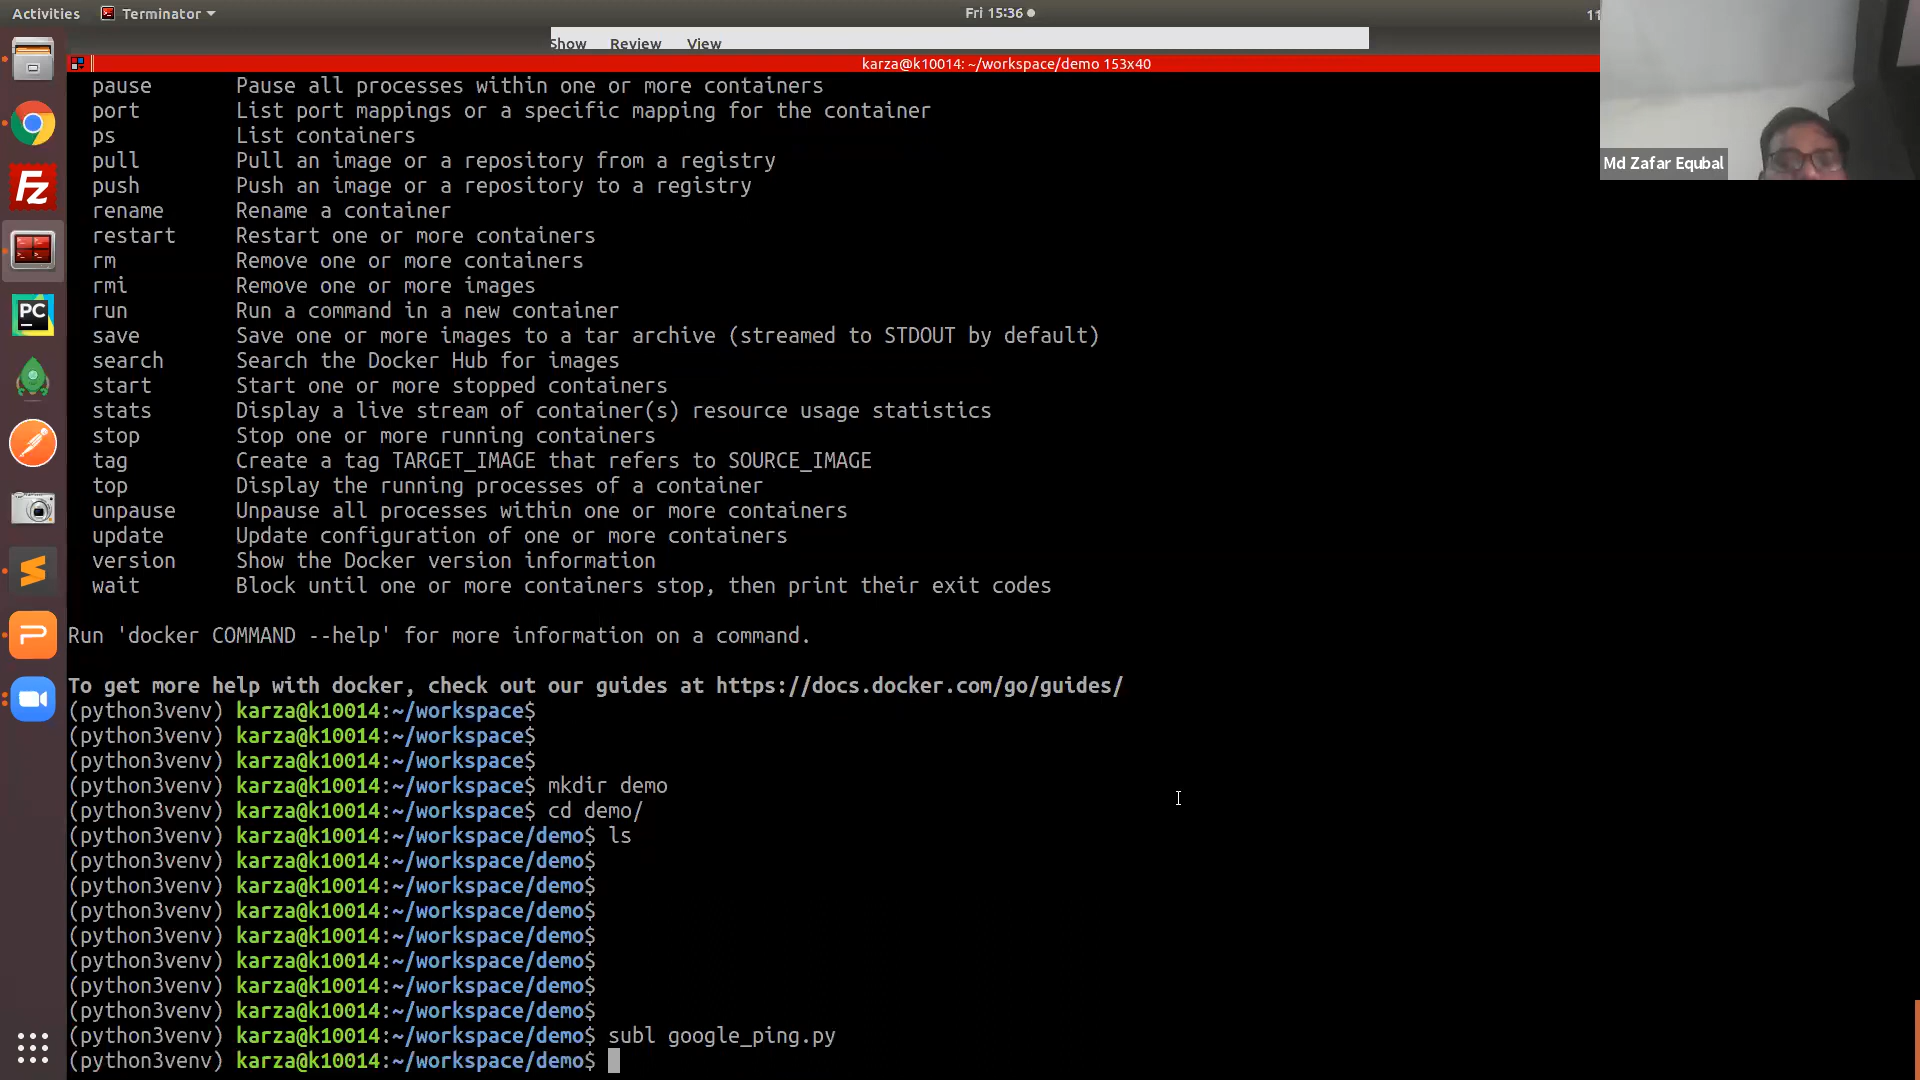 Activities
Terminator
Fri 15:36
11
Show Review View
karza@k10014: ~/workspace/demo 153x40
pause Pause all processes within one or more containers
port List port mappings or a specific mapping for the container
ps List containers
pull Pull an image or a repository from a registry
push Push an image or a repository to a registry
rename Rename a container
restart Restart one or more containers
rm Remove one or more containers
rmi Remove one or more images
run Run a command in a new container
save Save one or more images to a tar archive (streamed to STDOUT by default)
search Search the Docker Hub for images
start Start one or more stopped containers
stats Display a live stream of container(s) resource usage statistics
stop Stop one or more running containers
tag Create a tag TARGET_IMAGE that refers to SOURCE_IMAGE
top Display the running processes of a container
unpause Unpause all processes within one or more containers
update Update configuration of one or more containers
version Show the Docker version information
wait Block until one or more containers stop, then print their exit codes
Run 'docker COMMAND --help' for more information on a command.
To get more help with docker, check out our guides at https://docs.docker.com/go/guides/
(python3venv) karza@k10014:~/workspace$
(python3venv) karza@k10014:~/workspace$
(python3venv) karza@k10014:~/workspace$
(python3venv) karza@k10014:~/workspace$ mkdir demo
(python3venv) karza@k10014:~/workspace$ cd demo/
(python3venv) karza@k10014:~/workspace/demo$ ls
(python3venv) karza@k10014:~/workspace/demo$
(python3venv) karza@k10014:~/workspace/demo$
(python3venv) karza@k10014:~/workspace/demo$
(python3venv) karza@k10014:~/workspace/demo$
(python3venv) karza@k10014:~/workspace/demo$
(python3venv) karza@k10014:~/workspace/demo$
(python3venv) karza@k10014:~/workspace/demo$
(python3venv) karza@k10014:~/workspace/demo$ subl google_ping.py
(python3venv) karza@k10014:~/workspace/demo$
Md Zafar Equbal
Fz
PC